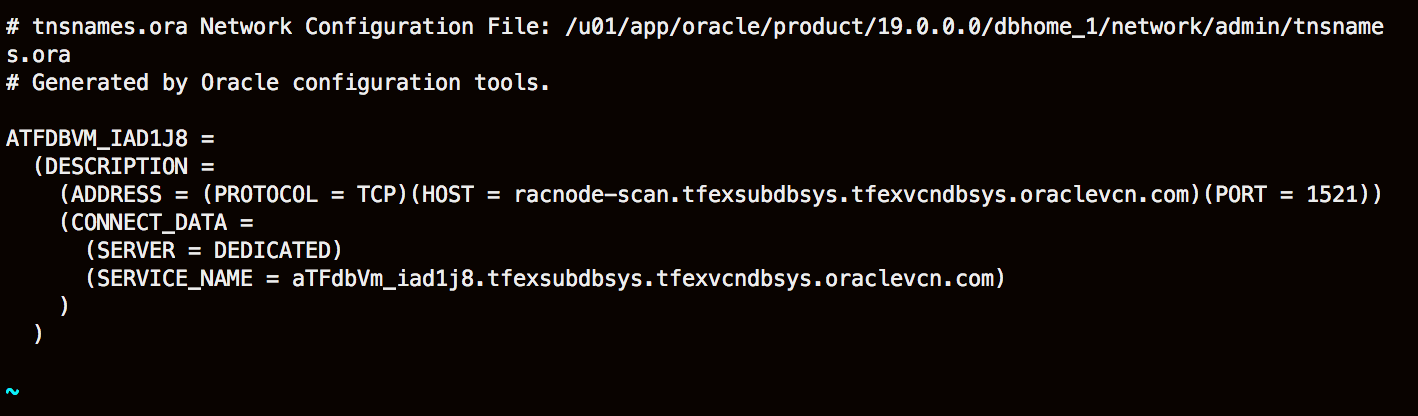 # tnsnames.ora Network Configuration File: /u01/app/oracle/product/19.0.0.0/dbhome_1/network/admin/tnsname
s.ora
# Generated by Oracle configuration tools.
ATFDBVM_IAD1J8 =
  (DESCRIPTION =
    (ADDRESS = (PROTOCOL = TCP)(HOST = racnode-scan.tfexsubdbsys.tfexvcndbsys.oraclevcn.com)(PORT = 1521))
    (CONNECT_DATA =
      (SERVER = DEDICATED)
      (SERVICE_NAME = aTFdbVm_iad1j8.tfexsubdbsys.tfexvcndbsys.oraclevcn.com)
    )
  )
~